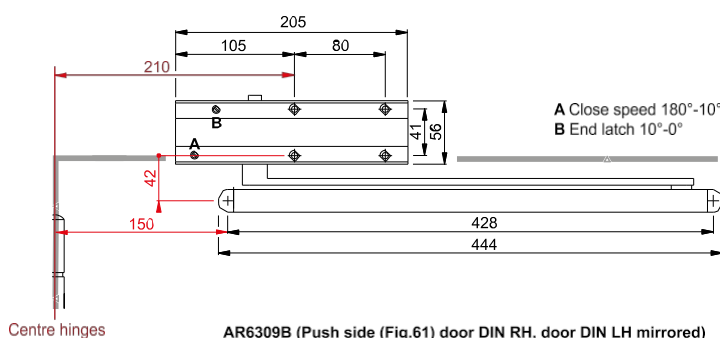 205
105
80
210
A Close speed 180°-10°
B End latch 10°-0°
B
A
41
56
42
150
428
444
Centre hinges
AR6309B (Push side (Fig.61) door DIN RH, door DIN LH mirrored)